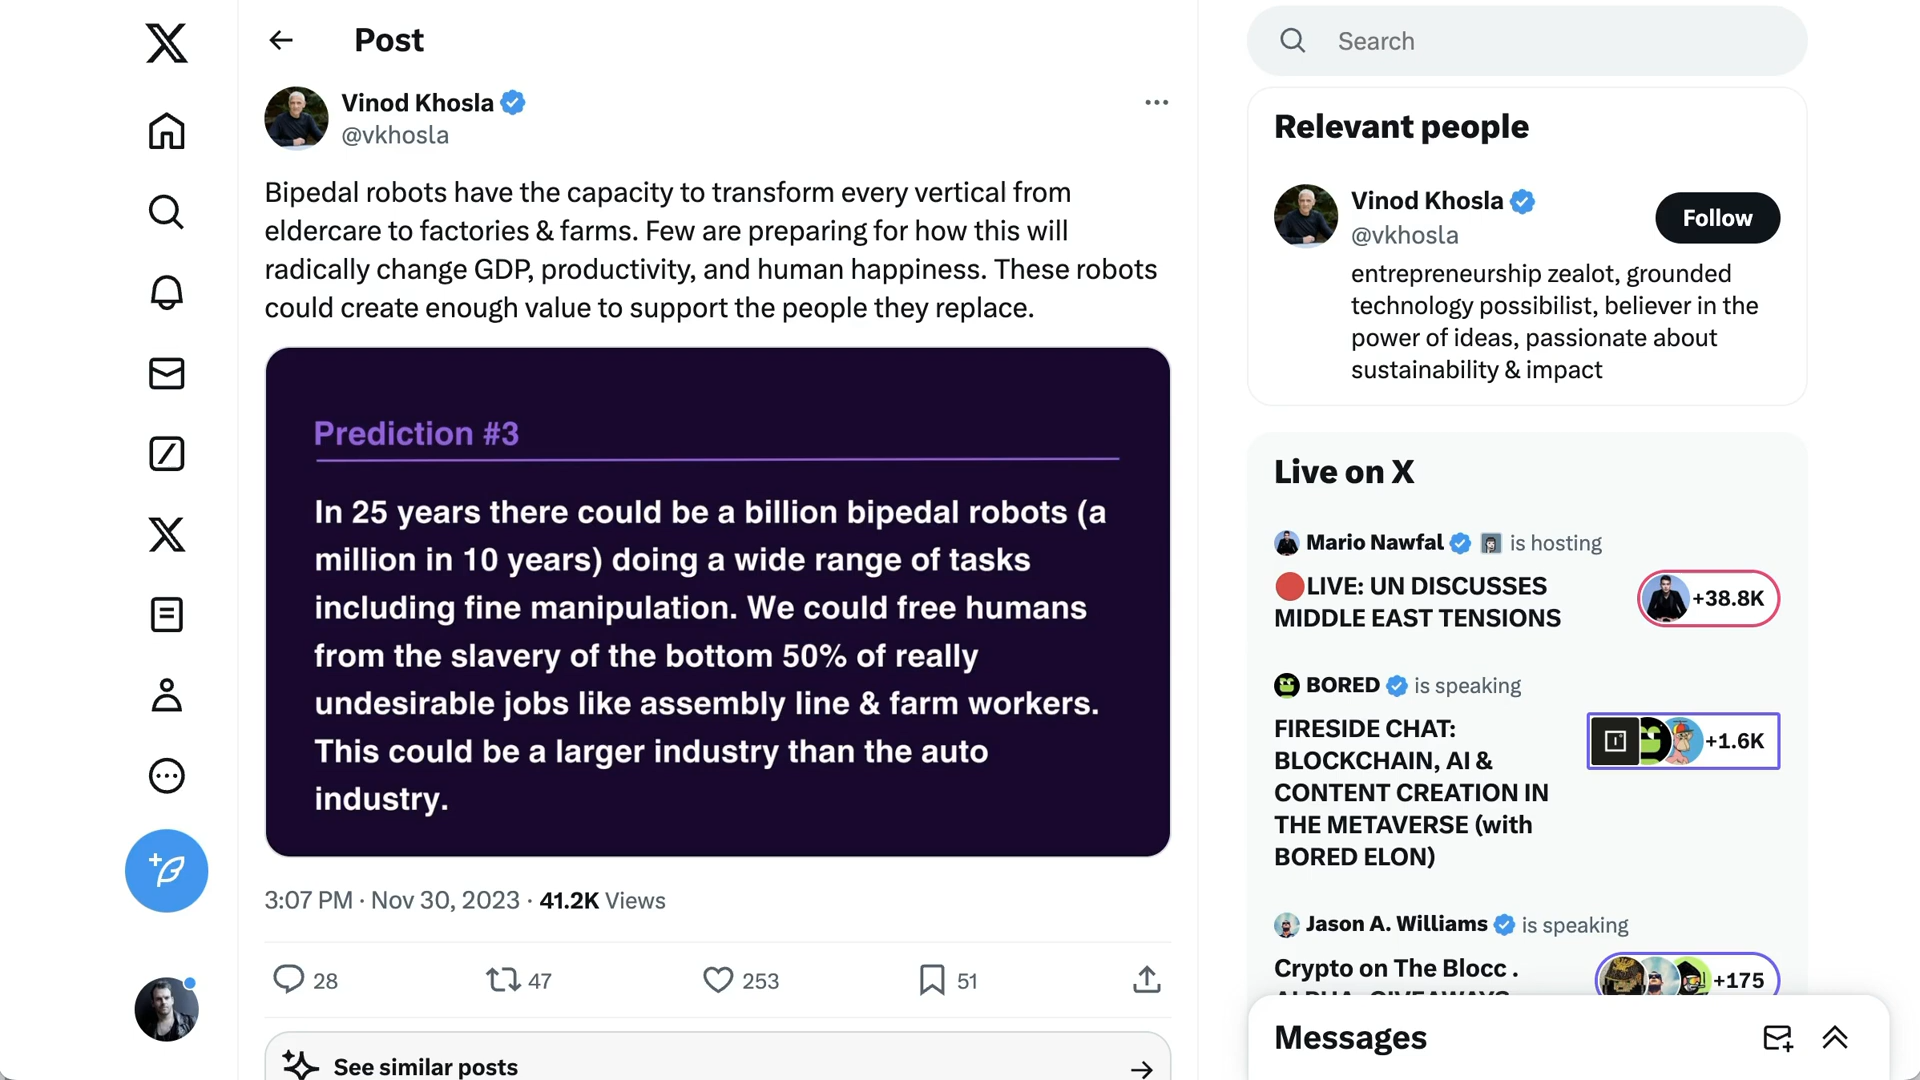 Post
Vinod Khosla
@vkhosla
Bipedal robots have the capacity to transform every vertical from
eldercare to factories & farms. Few are preparing for how this will
radically change GDP, productivity, and human happiness. These robots
could create enough value to support the people they replace.
Prediction #3
In 25 years there could be a billion bipedal robots (a
million in 10 years) doing a wide range of tasks
including fine manipulation. We could free humans
from the slavery of the bottom 50% of really
undesirable jobs like assembly line & farm workers.
This could be a larger industry than the auto
industry.
3:07 PM · Nov 30, 2023 · 41.2K Views
28 47 253 51
See similar posts
Search
Relevant people
Vinod Khosla
@vkhosla
Follow
entrepreneurship zealot, grounded
technology possibilist, believer in the
power of ideas, passionate about
sustainability & impact
Live on X
Mario Nawfal is hosting
LIVE: UN DISCUSSES
MIDDLE EAST TENSIONS
+38.8K
BORED is speaking
FIRESIDE CHAT:
BLOCKCHAIN, AI &
CONTENT CREATION IN
THE METAVERSE (with
BORED ELON)
+1.6K
Jason A. Williams is speaking
Crypto on The Blocc .
+175
Messages